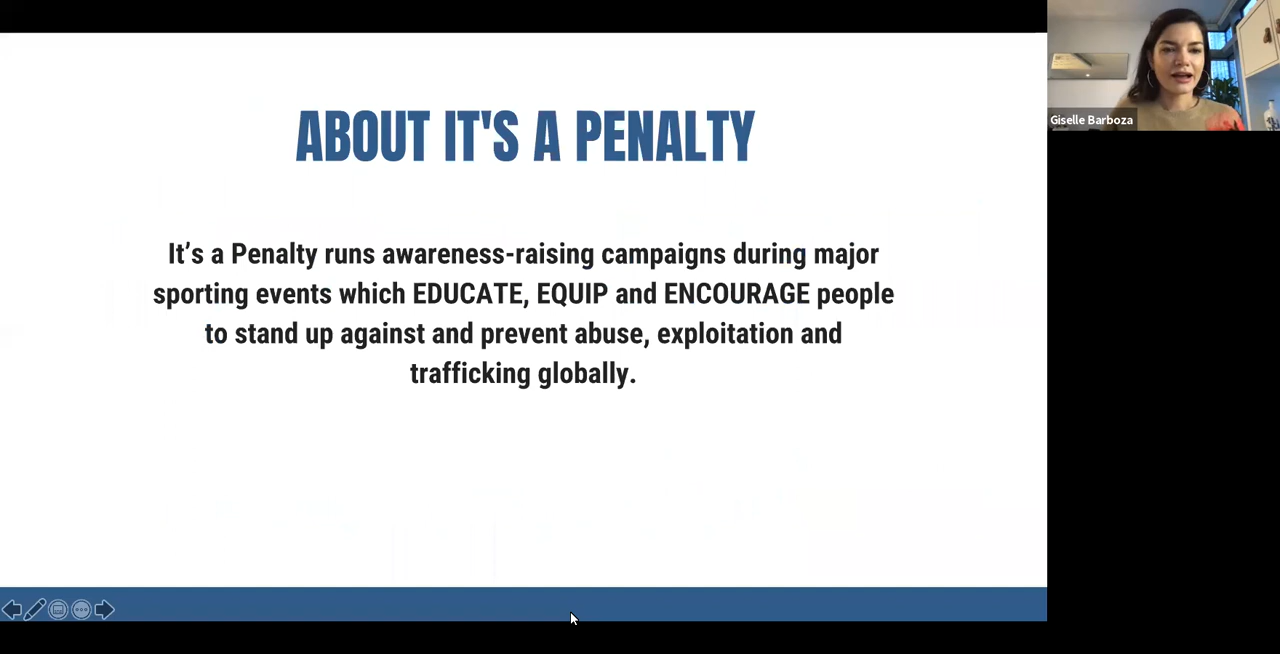 ABOUT IT'S A PENALTY
It’s a Penalty runs awareness-raising campaigns during major
sporting events which EDUCATE, EQUIP and ENCOURAGE people
to stand up against and prevent abuse, exploitation and
trafficking globally.
Giselle Barboza